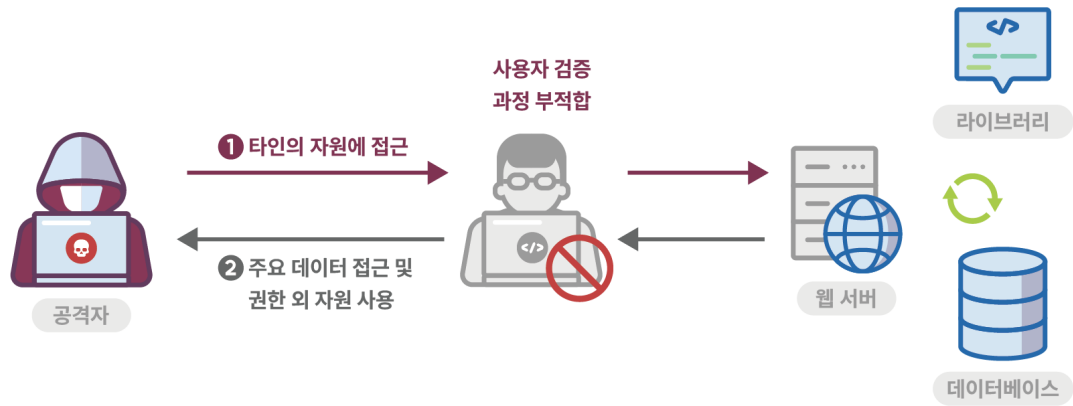 사용자 검증
과정 부적합
</>
라이브러리
❶ 타인의 자원에 접근
</>
❷ 주요 데이터 접근 및
권한 외 자원 사용
공격자
웹 서버
데이터베이스